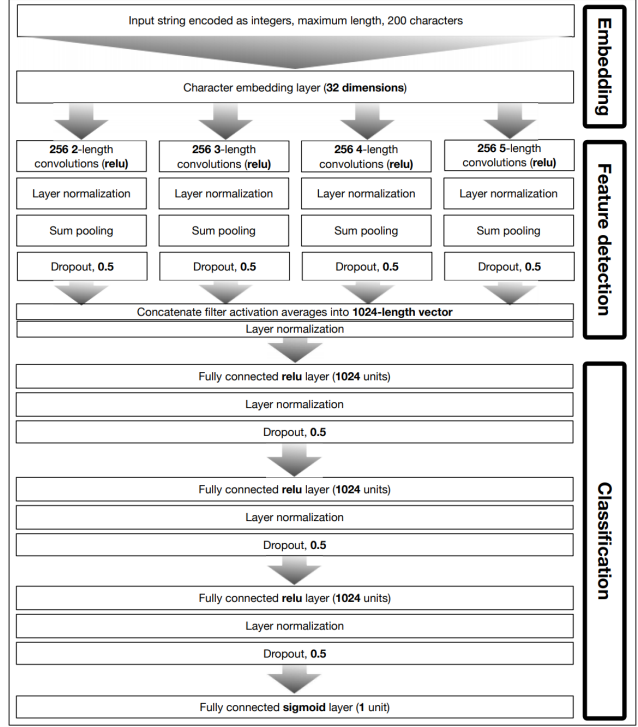 Input string encoded as integers, maximum length, 200 characters
Character embedding layer (32 dimensions)
Embedding
256 2-length
convolutions (relu)
Layer normalization
Sum pooling
Dropout, 0.5
256 3-length
convolutions (relu)
Layer normalization
Sum pooling
Dropout, 0.5
256 4-length
convolutions (relu)
Layer normalization
Sum pooling
Dropout, 0.5
256 5-length
convolutions (relu)
Layer normalization
Sum pooling
Dropout, 0.5
Concatenate filter activation averages into 1024-length vector
Layer normalization
Feature detection
Fully connected relu layer (1024 units)
Layer normalization
Dropout, 0.5
Fully connected relu layer (1024 units)
Layer normalization
Dropout, 0.5
Fully connected relu layer (1024 units)
Layer normalization
Dropout, 0.5
Fully connected sigmoid layer (1 unit)
Classification